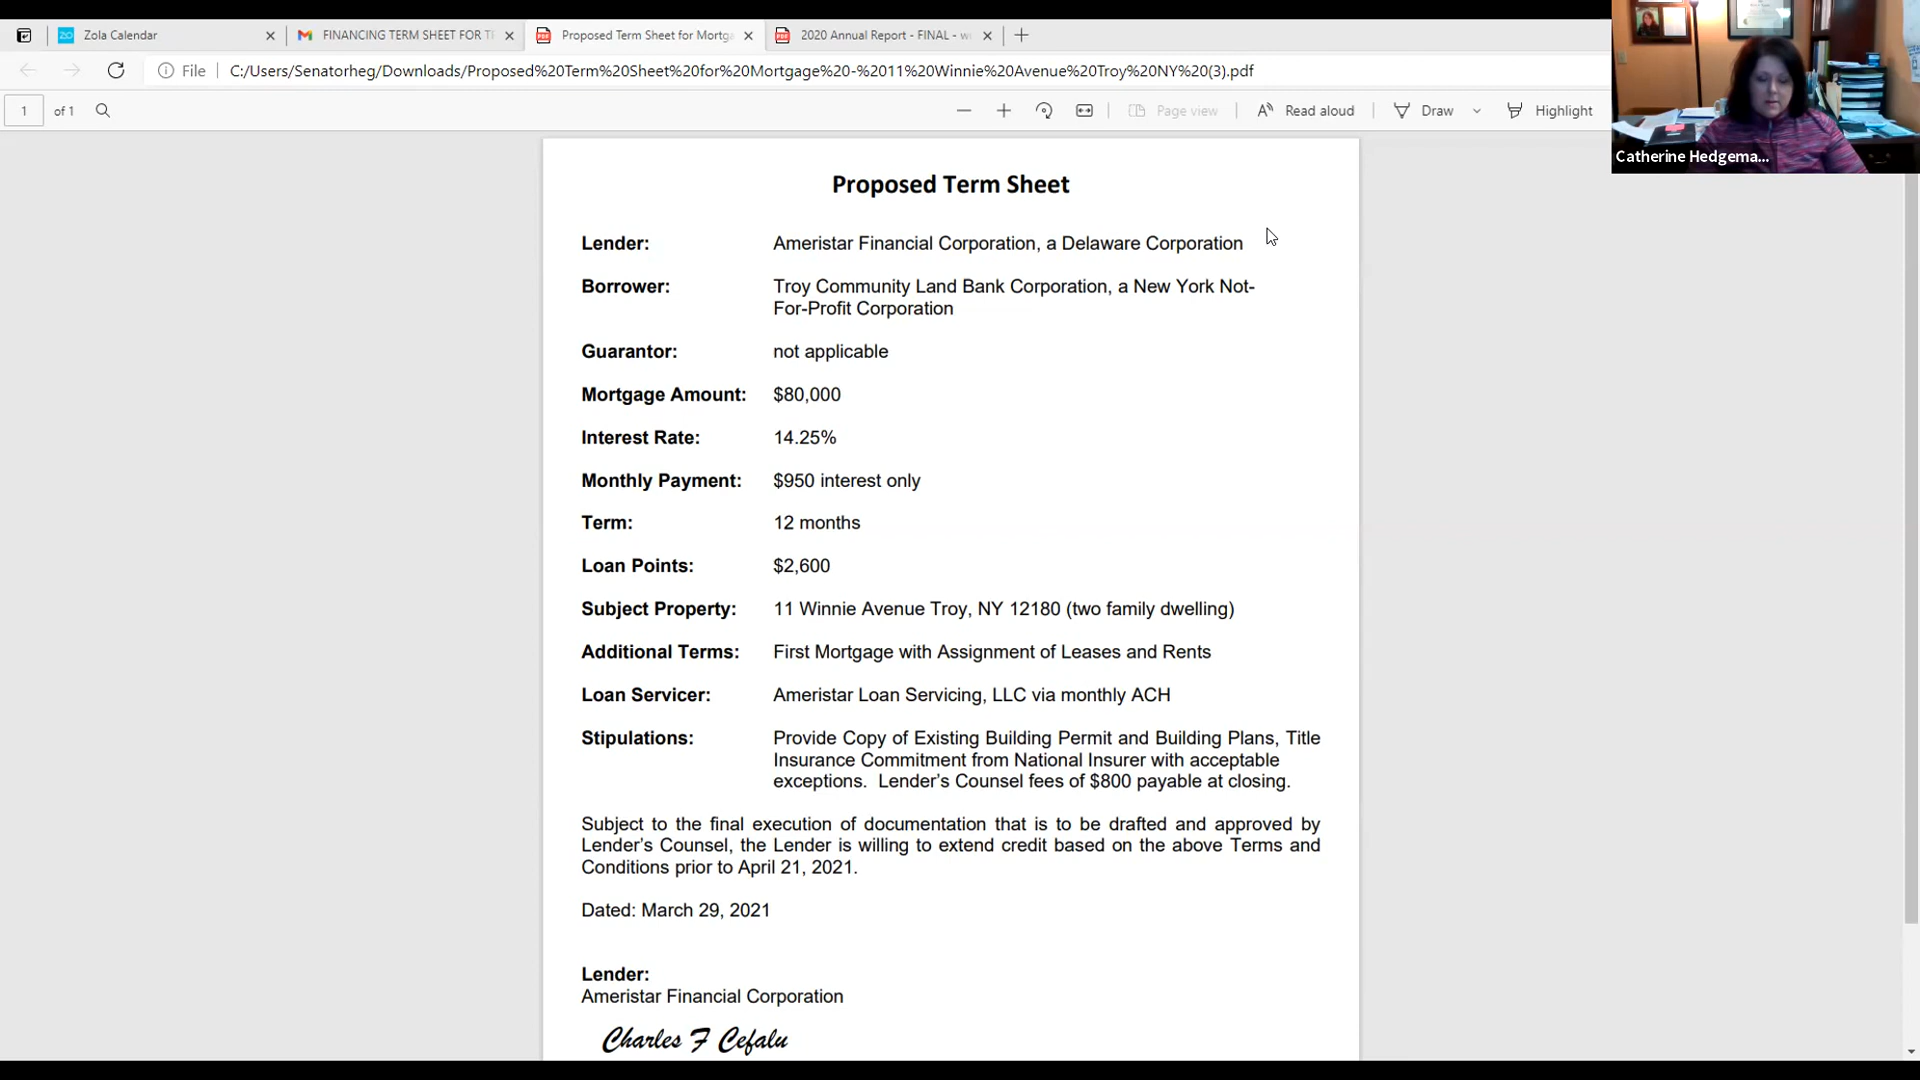 Zola Calendar
FINANCING TERM SHEET FOR T
Proposed Term Sheet for Mortga
2020 Annual Report - FINAL - w
File
C:/Users/Senatorheg/Downloads/Proposed%20Term%20Sheet%20for%20Mortgage%20-%2011%20Winnie%20Avenue%20Troy%20NY%20(3).pdf
1 of 1
Page view
Read aloud
Draw
Highlight
Catherine Hedgema...
Proposed Term Sheet
Lender: Ameristar Financial Corporation, a Delaware Corporation
Borrower: Troy Community Land Bank Corporation, a New York Not-
For-Profit Corporation
Guarantor: not applicable
Mortgage Amount: $80,000
Interest Rate: 14.25%
Monthly Payment: $950 interest only
Term: 12 months
Loan Points: $2,600
Subject Property: 11 Winnie Avenue Troy, NY 12180 (two family dwelling)
Additional Terms: First Mortgage with Assignment of Leases and Rents
Loan Servicer: Ameristar Loan Servicing, LLC via monthly ACH
Stipulations: Provide Copy of Existing Building Permit and Building Plans, Title
Insurance Commitment from National Insurer with acceptable
exceptions. Lender's Counsel fees of $800 payable at closing.
Subject to the final execution of documentation that is to be drafted and approved by
Lender's Counsel, the Lender is willing to extend credit based on the above Terms and
Conditions prior to April 21, 2021.
Dated: March 29, 2021
Lender:
Ameristar Financial Corporation
Charles F Cefalu